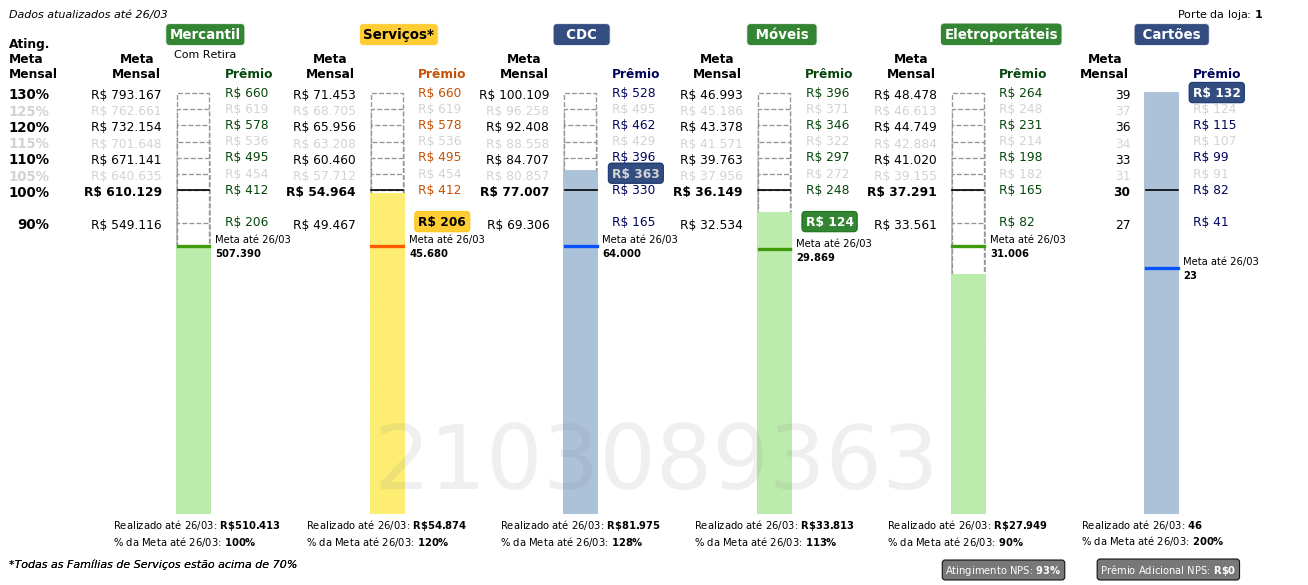 Dados atualizados até 26/03
Porte da loja: 1
Mercantil
Serviços*
CDC
Móveis
Eletroportáteis
Cartões
Ating. Meta Mensal
Com Retira
Meta Mensal Prêmio Meta Mensal Prêmio Meta Mensal Prêmio Meta Mensal Prêmio Meta Mensal Prêmio Meta Mensal Prêmio
130% R$ 793.167 R$ 660 R$ 71.453 R$ 660 R$ 100.109 R$ 528 R$ 46.993 R$ 396 R$ 48.478 R$ 264 39 R$ 132
125% R$ 762.661 R$ 619 R$ 68.705 R$ 619 R$ 96.258 R$ 495 R$ 45.186 R$ 371 R$ 46.613 R$ 248 37 R$ 124
120% R$ 732.154 R$ 578 R$ 65.956 R$ 578 R$ 92.408 R$ 462 R$ 43.378 R$ 346 R$ 44.749 R$ 231 36 R$ 115
115% R$ 701.648 R$ 536 R$ 63.208 R$ 536 R$ 88.558 R$ 429 R$ 41.571 R$ 322 R$ 42.884 R$ 214 34 R$ 107
110% R$ 671.141 R$ 495 R$ 60.460 R$ 495 R$ 84.707 R$ 396 R$ 39.763 R$ 297 R$ 41.020 R$ 198 33 R$ 99
105% R$ 640.635 R$ 454 R$ 57.712 R$ 454 R$ 80.857 R$ 363 R$ 37.956 R$ 272 R$ 39.155 R$ 182 31 R$ 91
100% R$ 610.129 R$ 412 R$ 54.964 R$ 412 R$ 77.007 R$ 330 R$ 36.149 R$ 248 R$ 37.291 R$ 165 30 R$ 82
90% R$ 549.116 R$ 206 R$ 49.467 R$ 206 R$ 69.306 R$ 165 R$ 32.534 R$ 124 R$ 33.561 R$ 82 27 R$ 41
Meta até 26/03 Meta até 26/03 Meta até 26/03 Meta até 26/03 Meta até 26/03
507.390 45.680 64.000 29.869 31.006
Meta até 26/03
23
2103089363
Realizado até 26/03: R$510.413 Realizado até 26/03: R$54.874 Realizado até 26/03: R$81.975 Realizado até 26/03: R$33.813 Realizado até 26/03: R$27.949 Realizado até 26/03: 46
% da Meta até 26/03: 100% % da Meta até 26/03: 120% % da Meta até 26/03: 128% % da Meta até 26/03: 113% % da Meta até 26/03: 90% % da Meta até 26/03: 200%
*Todas as Famílias de Serviços estão acima de 70%
Atingimento NPS: 93%
Prêmio Adicional NPS: R$0